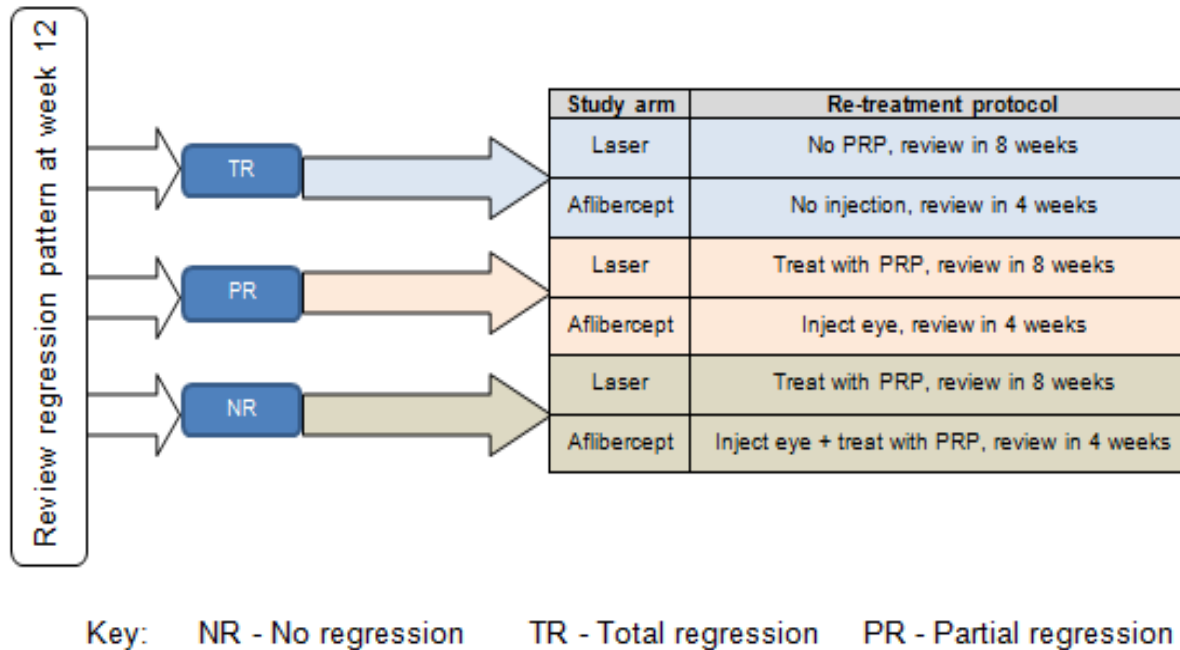 Review regression pattern at week 12
TR
PR
NR
Study arm Re-treatment protocol
Laser No PRP, review in 8 weeks
Aflibercept No injection, review in 4 weeks
Laser Treat with PRP, review in 8 weeks
Aflibercept Inject eye, review in 4 weeks
Laser Treat with PRP, review in 8 weeks
Aflibercept Inject eye + treat with PRP, review in 4 weeks
Key: NR - No regression TR - Total regression PR - Partial regression